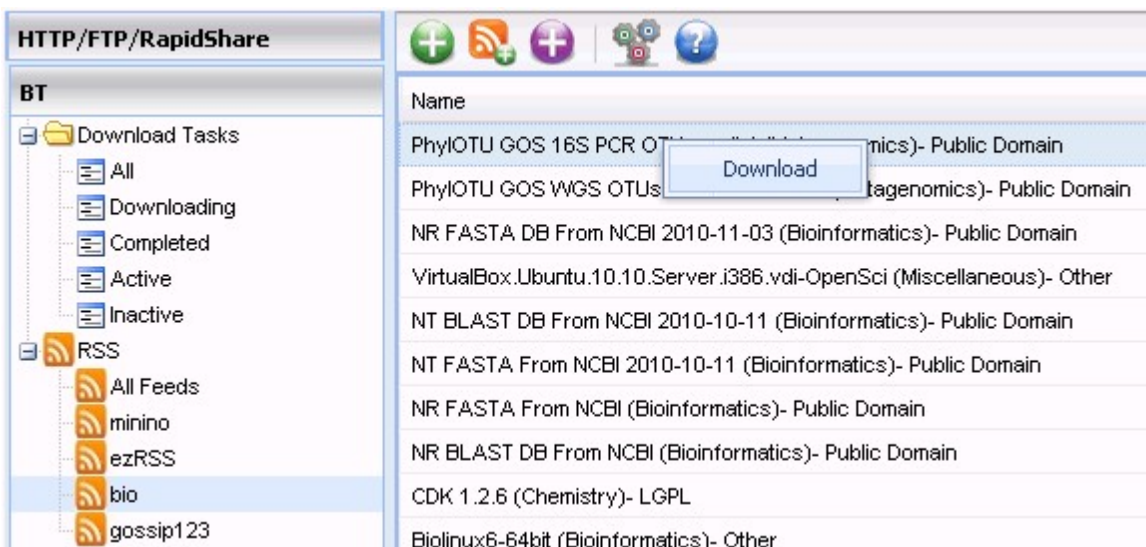 HTTP/FTP/RapidShare
BT
Download Tasks
All
Downloading
Completed
Active
Inactive
RSS
All Feeds
minino
ezRSS
bio
gossip123
Name
PhylOTU GOS 16S PCR Public Domain
Download
PhylOTU GOS WGS OTUs Public Domain
NR FASTA DB From NCBI 2010-11-03 (Bioinformatics)- Public Domain
VirtualBox.Ubuntu.10.10.Server.i386.vdi-OpenSci (Miscellaneous)- Other
NT BLAST DB From NCBI 2010-10-11 (Bioinformatics)- Public Domain
NT FASTA From NCBI 2010-10-11 (Bioinformatics)- Public Domain
NR FASTA From NCBI (Bioinformatics)- Public Domain
NR BLAST DB From NCBI (Bioinformatics)- Public Domain
CDK 1.2.6 (Chemistry)- LGPL
Biolinux6-64bit (Bioinformatics)- Other